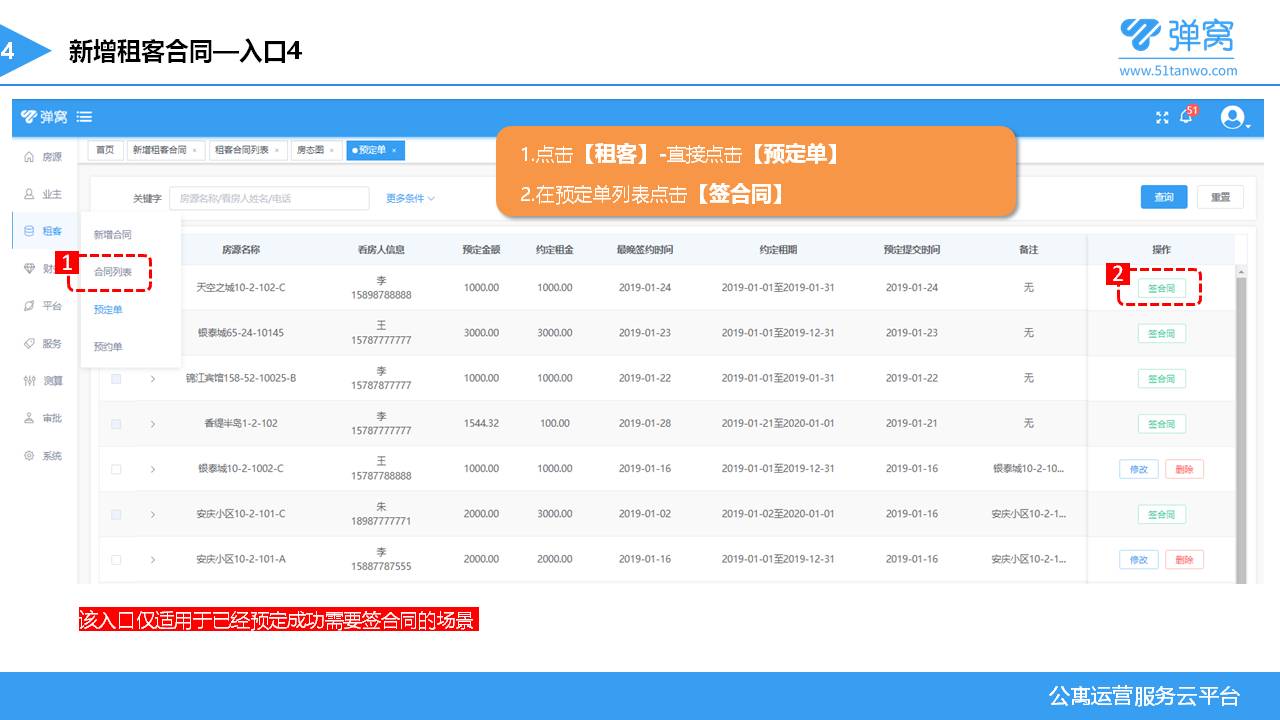 4
新增租客合同—入口4
弹窝
www.51tanwo.com
弹窝
51
首页 新增租客合同 × 租客合同列表 × 房态图 × 预定单 ×
1.点击【租客】-直接点击【预定单】
2.在预定单列表点击【签合同】
房源
业主
租客
平台
服务
测算
审批
系统
关键字 房源名称/看房人姓名/电话 更多条件 查询 重置
新增合同
1
合同列表
预定单
预约单
房源名称 看房人信息 预定金额 约定租金 最晚签约时间 约定租期 预定提交时间 备注 操作
2
天空之城10-2-102-C 李 15898788888 1000.00 1000.00 2019-01-24 2019-01-01至2019-01-31 2019-01-24 无 签合同
银泰城65-24-10145 王 15787777777 3000.00 3000.00 2019-01-23 2019-01-01至2019-12-31 2019-01-23 无 签合同
锦江宾馆158-52-10025-B 李 15787877777 1000.00 1000.00 2019-01-22 2019-01-01至2019-01-31 2019-01-22 无 签合同
香缇半岛1-2-102 李 15787777777 1544.32 100.00 2019-01-28 2019-01-21至2020-01-01 2019-01-21 无 签合同
银泰城10-2-1002-C 王 15787788888 1000.00 1000.00 2019-01-16 2019-01-01至2019-12-31 2019-01-16 银泰城10-2-10... 修改 删除
安庆小区10-2-101-C 朱 18987777771 2000.00 3000.00 2019-01-02 2019-01-02至2020-01-01 2019-01-16 安庆小区10-2-1... 签合同
安庆小区10-2-101-A 李 15887787555 2000.00 2000.00 2019-01-16 2019-01-01至2019-12-31 2019-01-16 安庆小区10-2-1... 修改 删除
该入口仅适用于已经预定成功需要签合同的场景
公寓运营服务云平台